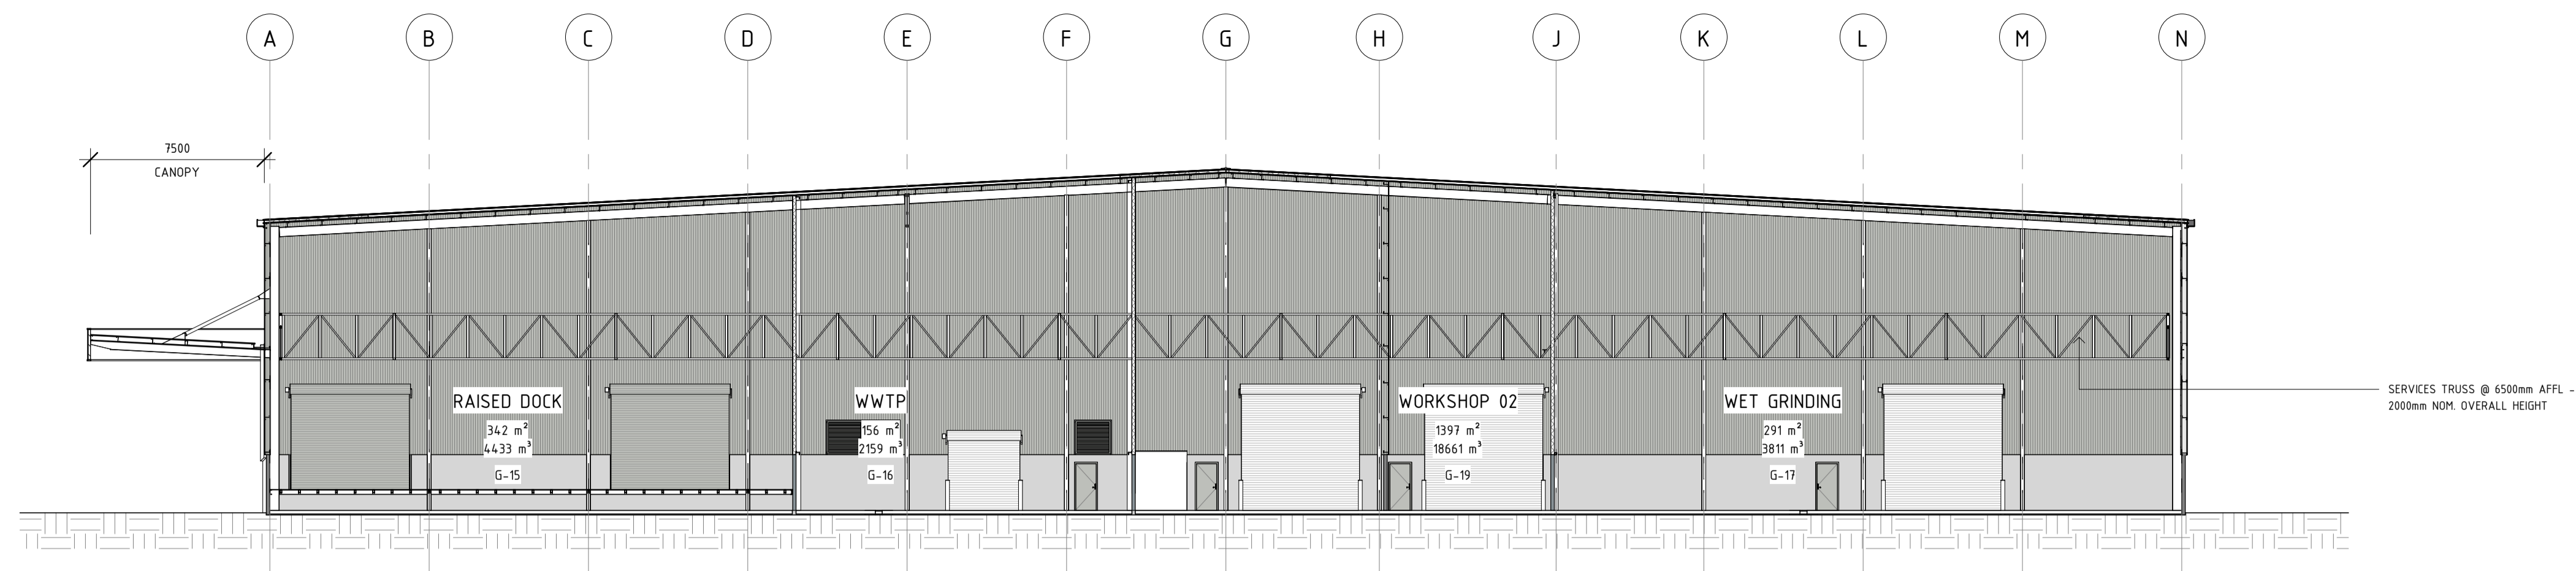 A
B
C
D
E
F
G
H
J
K
L
M
N
7500
CANOPY
RAISED DOCK
342 m²
4433 m³
G-15
WWTP
156 m²
2159 m³
G-16
WORKSHOP 02
1397 m²
18661 m³
G-19
WET GRINDING
291 m²
3811 m³
G-17
SERVICES TRUSS @ 6500mm AFFL -
2000mm NOM. OVERALL HEIGHT